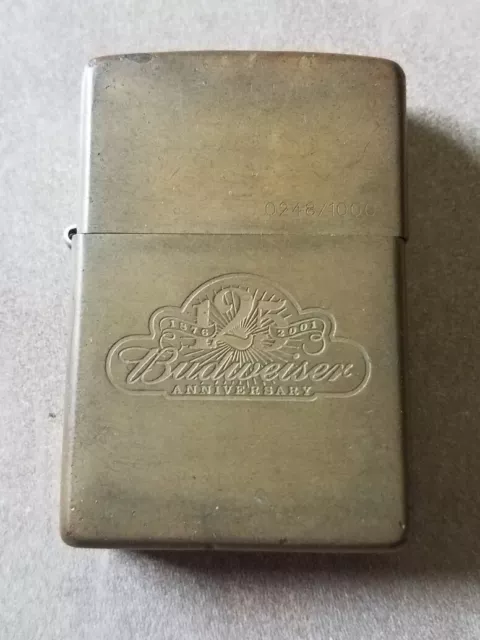 0248/1000
125
1876 2001
Budweiser
ANNIVERSARY